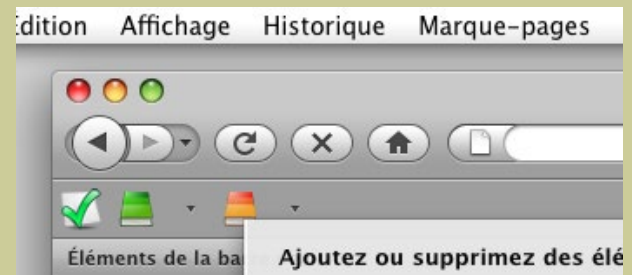 Édition Affichage Historique Marque-pages
Éléments de la ba
Ajoutez ou supprimez des élé